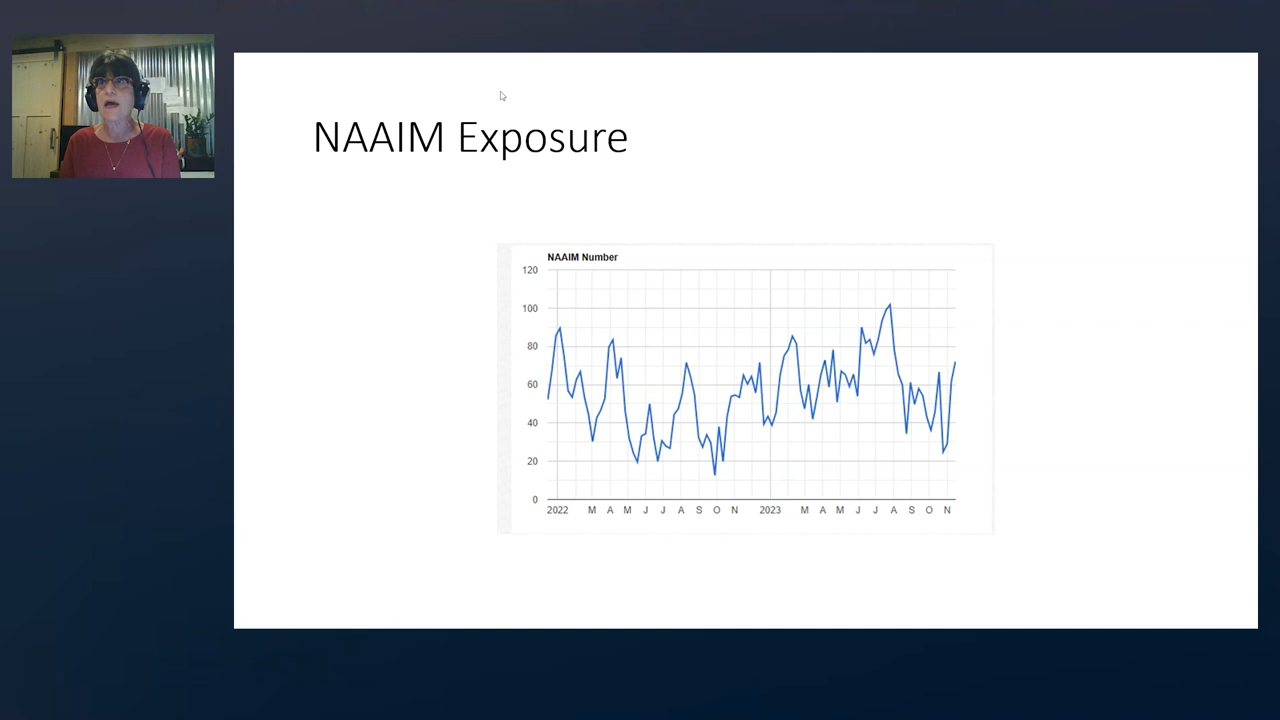 NAAIM Exposure
NAAIM Number
120
100
80
60
40
20
0
2022 M A M J J A S O N 2023 M A M J J A S O N